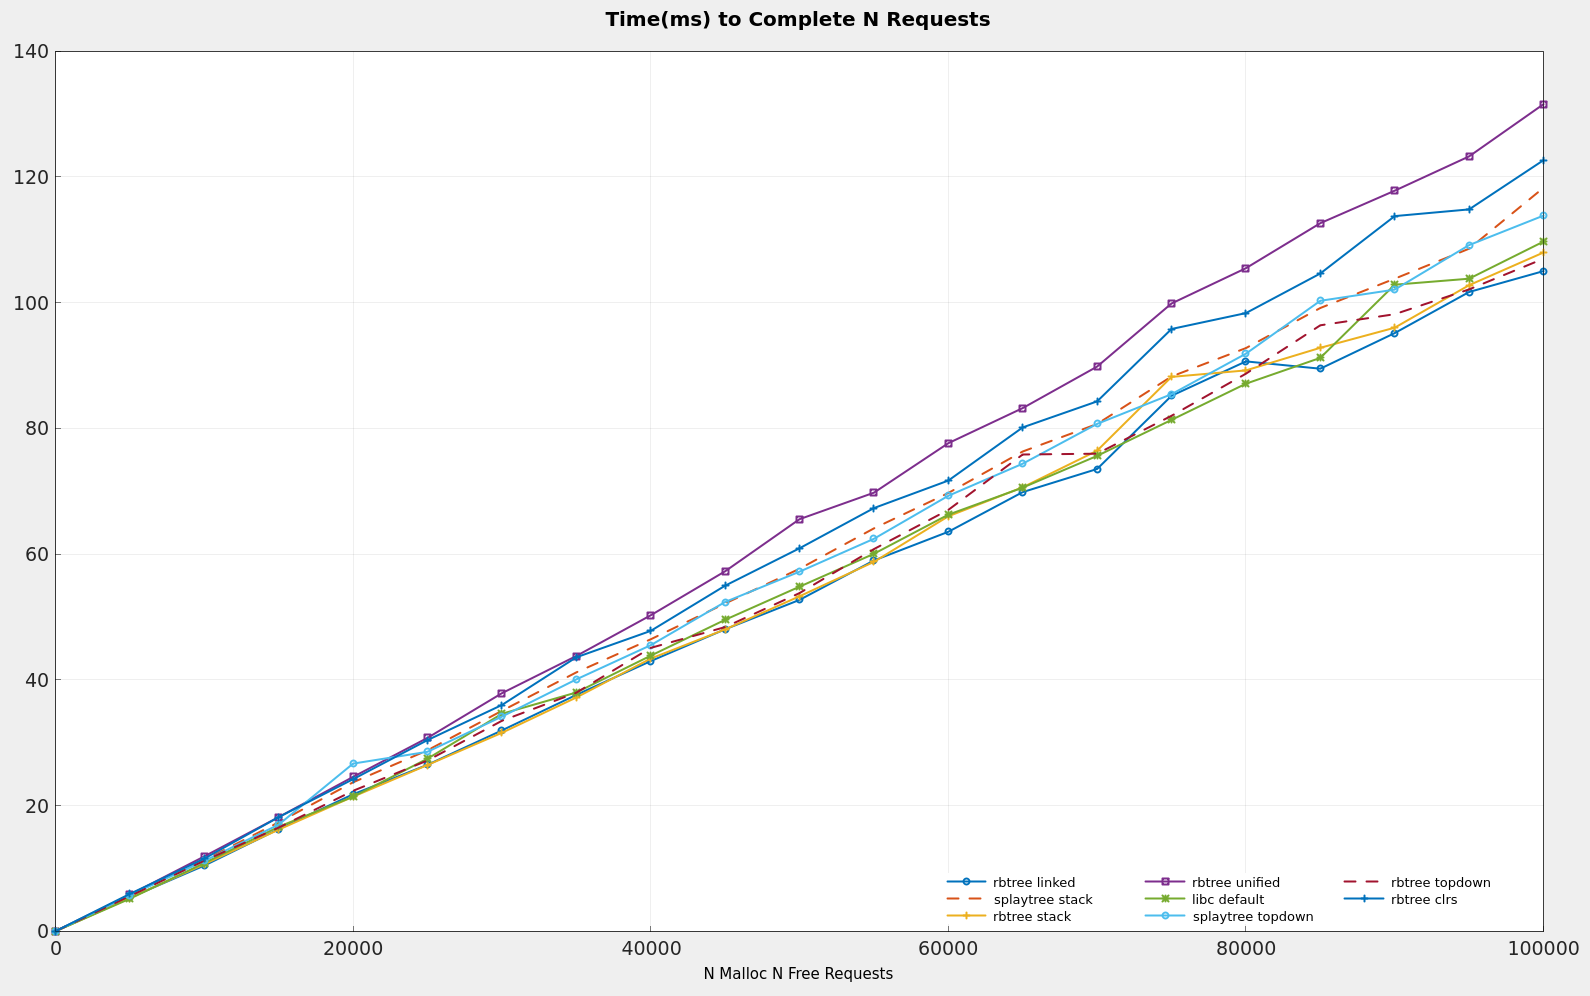 Time(ms) to Complete N Requests
140
120
100
80
60
40
20
0
rbtree linked rbtree unified rbtree topdown
splaytree stack libc default rbtree clrs
rbtree stack splaytree topdown
0 20000 40000 60000 80000 100000
N Malloc N Free Requests